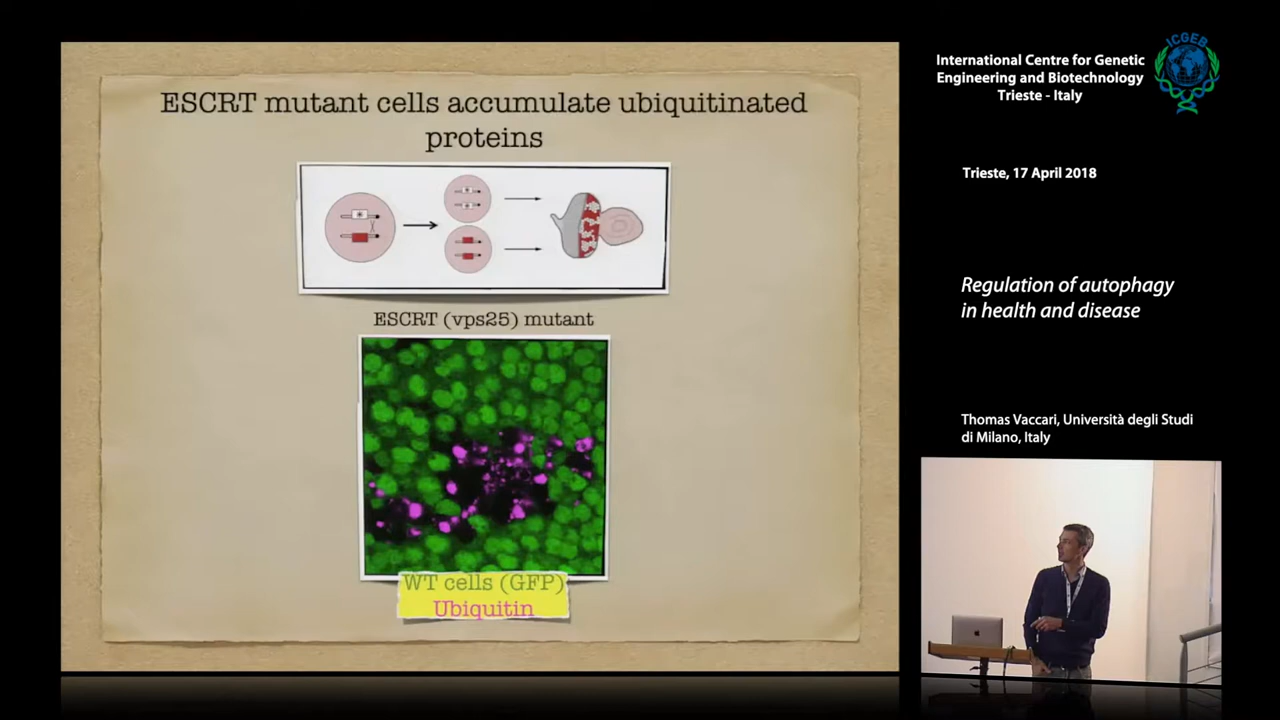 ESCRT mutant cells accumulate ubiquitinated
proteins
ESCRT (vps25) mutant
WT cells (GFP)
Ubiquitin
International Centre for Genetic
Engineering and Biotechnology
Trieste - Italy
ICGEB
Trieste, 17 April 2018
Regulation of autophagy
in health and disease
Thomas Vaccari, Università degli Studi
di Milano, Italy